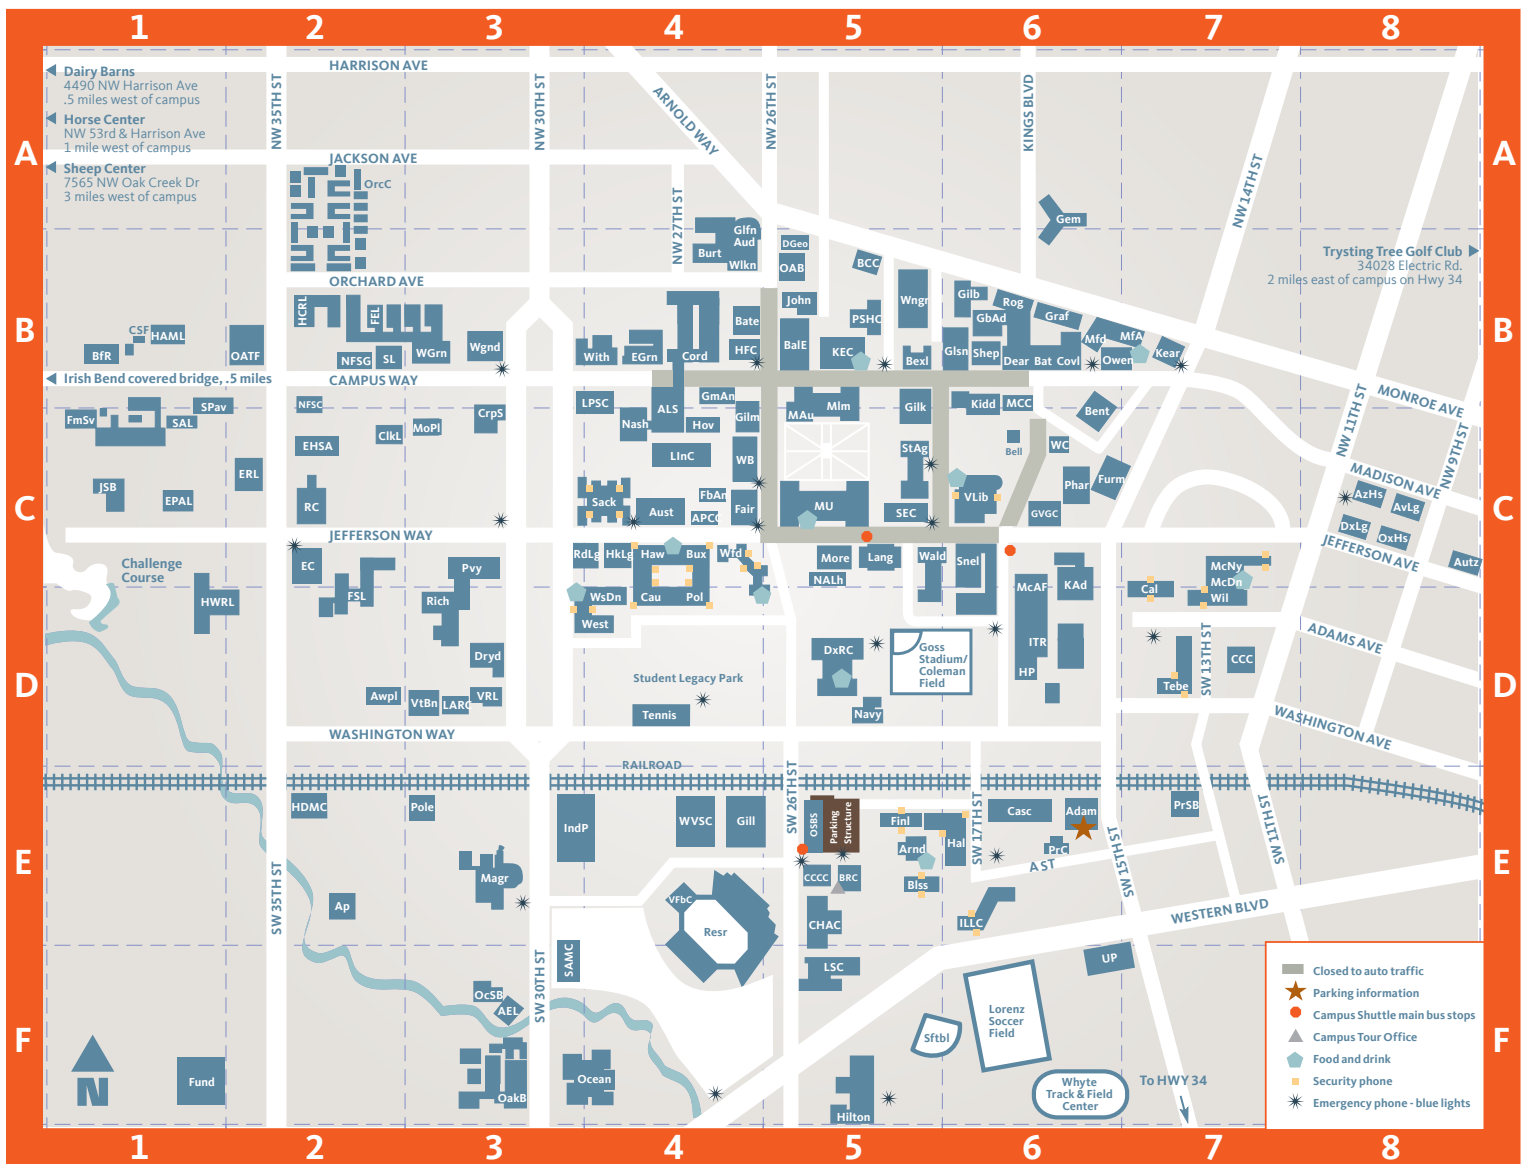 1 2 3 4 5 6 7 8
HARRISON AVE
Dairy Barns
4490 NW Harrison Ave
.5 miles west of campus
Horse Center
NW 53rd & Harrison Ave
1 mile west of campus
Sheep Center
7565 NW Oak Creek Dr
3 miles west of campus
NW 35TH ST
NW 30TH ST
ARNOLD WAY
NW 26TH ST
KINGS BLVD
NW 14TH ST
A
A
JACKSON AVE
OrcC
NW 27TH ST
Gem
Glfn
Aud
Burt
Wlkn
DGeo
OAB
BCC
Trysting Tree Golf Club
34028 Electric Rd.
2 miles east of campus on Hwy 34
ORCHARD AVE
B
B
HCRL
FEL
CSF
HAML
BfR
OATF
NFSG
SL
WGrn
Wgnd
With
EGrn
Cord
Bate
HFC
John
BalE
PSHC
KEC
Wngr
Bexl
Gilb
GbAd
Rog
Graf
Glsn
Shep
Dear
Bat
Covl
Mfd
MfA
Owen
Kear
Irish Bend covered bridge, .5 miles
CAMPUS WAY
NFSC
SPav
FmSv
SAL
ClkL
MoPl
CrpS
EHSA
LPSC
Nash
ALS
GmAn
Hov
Gilm
LInC
WB
MAu
Mlm
Gilk
StAg
Kidd
MCC
Bent
Bell
WC
NW 11TH ST
MONROE AVE
NW 9TH ST
MADISON AVE
C
C
JSB
EPAL
ERL
RC
Sack
Aust
FbAn
APCC
Fair
MU
SEC
VLib
Phar
Furm
GVGC
AzHs
AvLg
DxLg
OxHs
JEFFERSON AVE
Autz
JEFFERSON WAY
Challenge
Course
HWRL
EC
FSL
Pvy
Rich
Dryd
RdLg
HkLg
Haw
Bux
Wfd
WsDn
Cau
Pol
West
More
Lang
NALh
Wald
Snel
McAF
KAd
ITR
HP
Cal
McNy
McDn
Wil
ADAMS AVE
SW 13TH ST
CCC
Tebe
D
D
DxRC
Goss
Stadium/
Coleman
Field
Navy
Student Legacy Park
Tennis
Awpl
VtBn
LARC
VRL
WASHINGTON WAY
WASHINGTON AVE
RAILROAD
HDMC
Pole
IndP
WVSC
Gill
SW 26TH ST
OSBS
Parking
Structure
Finl
Arnd
Hal
SW 17TH ST
Casc
Adam
PrC
PrSB
SW 15TH ST
SW 11TH ST
E
E
Magr
Ap
SW 35TH ST
VFbC
Resr
CCCC
BRC
Blss
CHAC
ILLC
A ST
WESTERN BLVD
SAMC
SW 30TH ST
LSC
UP
OcSB
AEL
OakB
Ocean
Sftbl
Lorenz
Soccer
Field
Hilton
Whyte
Track & Field
Center
To HWY 34
F
F
N
Fund
Closed to auto traffic
Parking information
Campus Shuttle main bus stops
Campus Tour Office
Food and drink
Security phone
Emergency phone - blue lights
1 2 3 4 5 6 7 8